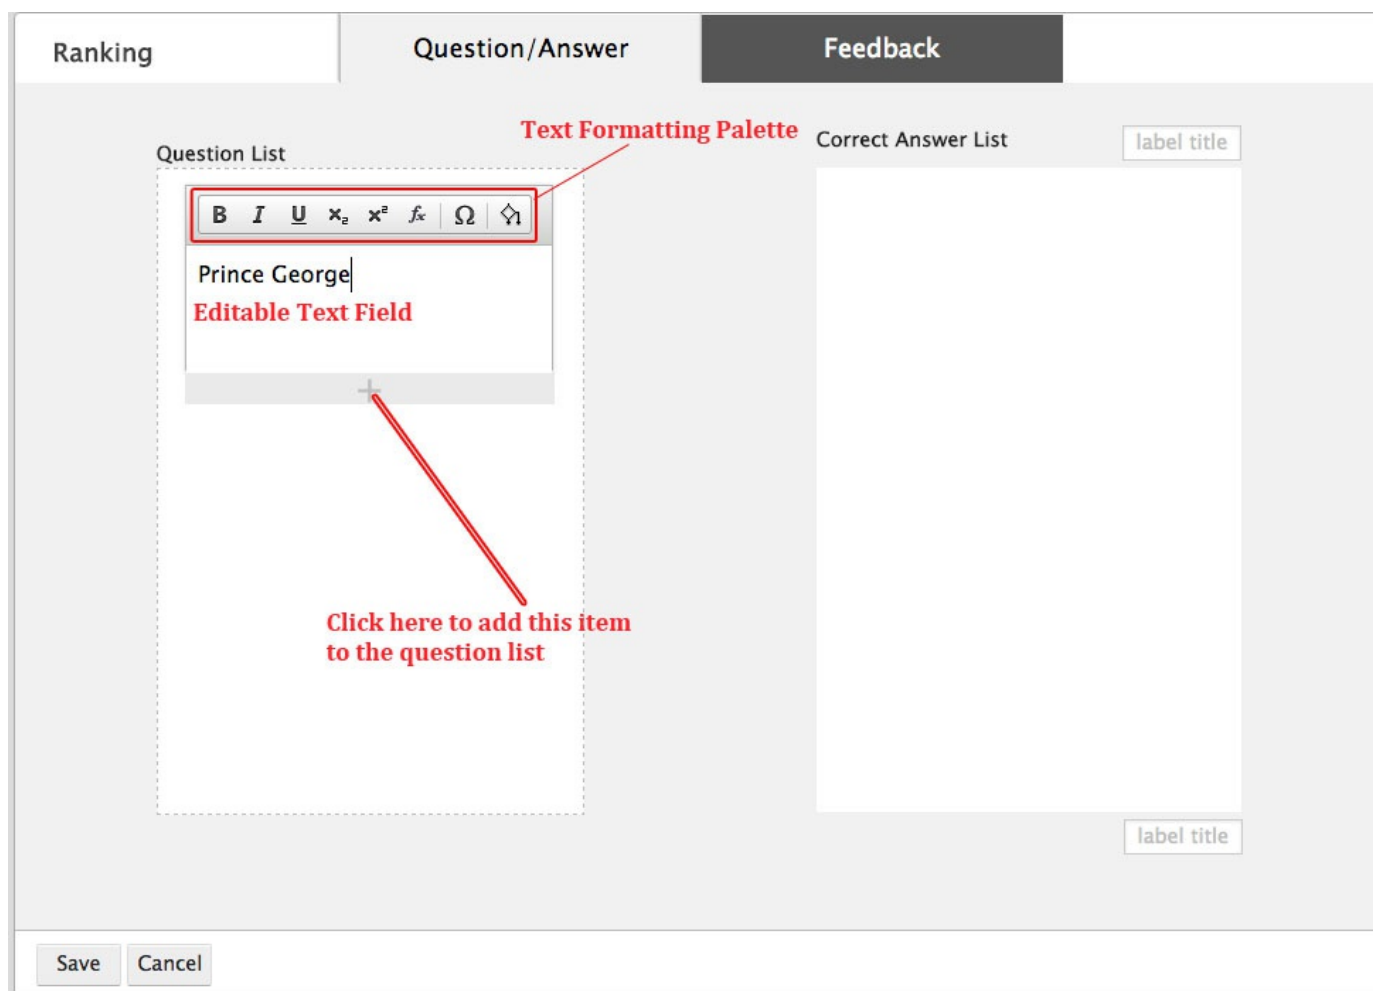 Ranking
Question/Answer
Feedback
Text Formatting Palette
Correct Answer List
label title
Question List
B I U x₂ x² fx Ω
Prince George
Editable Text Field
+
Click here to add this item
to the question list
label title
Save
Cancel